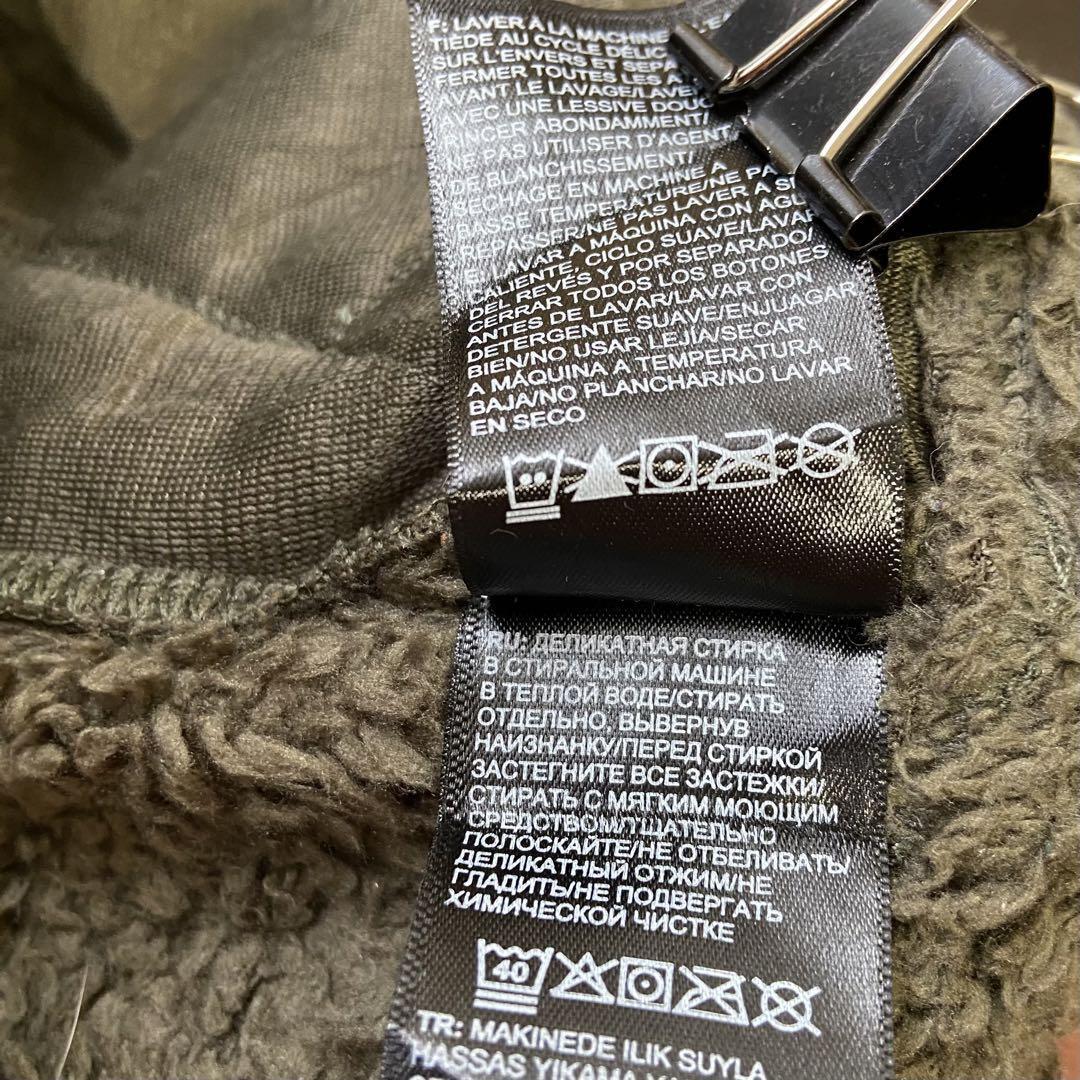 F: LAVER À LA MACHINE
TIÈDE AU CYCLE DÉLIC
SUR L'ENVERS ET SÉPA
FERMER TOUTES LES A
AVANT LE LAVAGE/LAVE
AVEC UNE LESSIVE DOUC
RINCER ABONDAMMENT/
NE PAS UTILISER D'AGENT
DE BLANCHISSEMENT/
SÉCHAGE EN MACHINE À
BASSE TEMPÉRATURE/NE PA
REPASSER/NE PAS LAVER À SE
E: LAVAR A MÁQUINA CON AGU
CALIENTE, CICLO SUAVE/LAVAR
DEL REVÉS Y POR SEPARADO/
CERRAR TODOS LOS BOTONES
ANTES DE LAVAR/LAVAR CON
DETERGENTE SUAVE/ENJUAGAR
BIEN/NO USAR LEJÍA/SECAR
A MÁQUINA A TEMPERATURA
BAJA/NO PLANCHAR/NO LAVAR
EN SECO
RU: ДЕЛИКАТНАЯ СТИРКА
В СТИРАЛЬНОЙ МАШИНЕ
В ТЕПЛОЙ ВОДЕ/СТИРАТЬ
ОТДЕЛЬНО, ВЫВЕРНУВ
НАИЗНАНКУ/ПЕРЕД СТИРКОЙ
ЗАСТЕГНИТЕ ВСЕ ЗАСТЕЖКИ/
СТИРАТЬ С МЯГКИМ МОЮЩИМ
СРЕДСТВОМ/ТЩАТЕЛЬНО
ПОЛОСКАЙТЕ/НЕ ОТБЕЛИВАТЬ/
ДЕЛИКАТНЫЙ ОТЖИМ/НЕ
ГЛАДИТЬ/НЕ ПОДВЕРГАТЬ
ХИМИЧЕСКОЙ ЧИСТКЕ
40
TR: MAKINEDE ILIK SUYLA
HASSAS YIKAMA